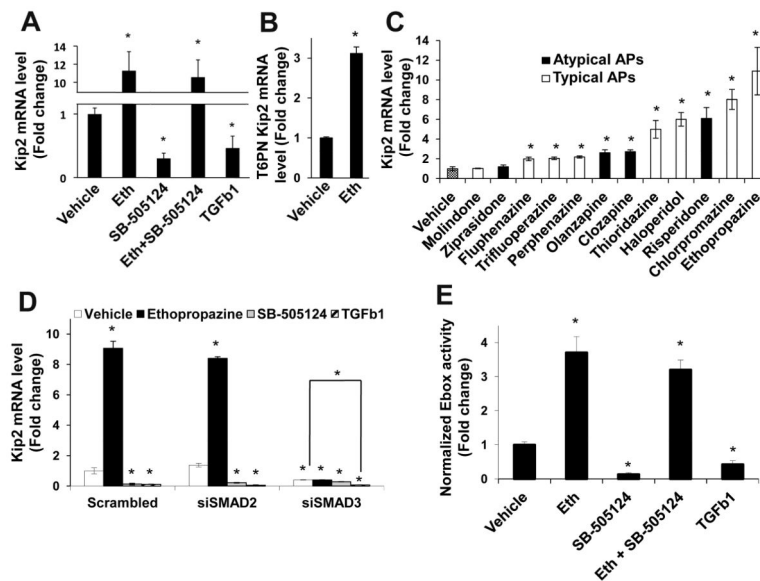 A
Kip2 mRNA level
(Fold change)
14
12
10
8
1
0
*
*
*
*
Vehicle
Eth
SB-505124
Eth+SB-505124
TGFb1
B
T6PN Kip2 mRNA
level (Fold change)
3
2
1
0
*
Vehicle
Eth
C
Kip2 mRNA level
(Fold change)
14
12
10
8
6
4
2
0
Atypical APs
Typical APs
* * * * * * * * * *
Vehicle
Molindone
Ziprasidone
Fluphenazine
Trifluoperazine
Perphenazine
Olanzapine
Clozapine
Thioridazine
Haloperidol
Risperidone
Chlorpromazine
Ethopropazine
D
Vehicle Ethopropazine SB-505124 TGFb1
Kip2 mRNA level
(Fold change)
10
8
6
4
2
0
* * *
* * *
* * * * *
Scrambled siSMAD2 siSMAD3
E
Normalized Ebox activity
(Fold change)
4
2
1
0
*
*
*
*
Vehicle
Eth
SB-505124
Eth + SB-505124
TGFb1